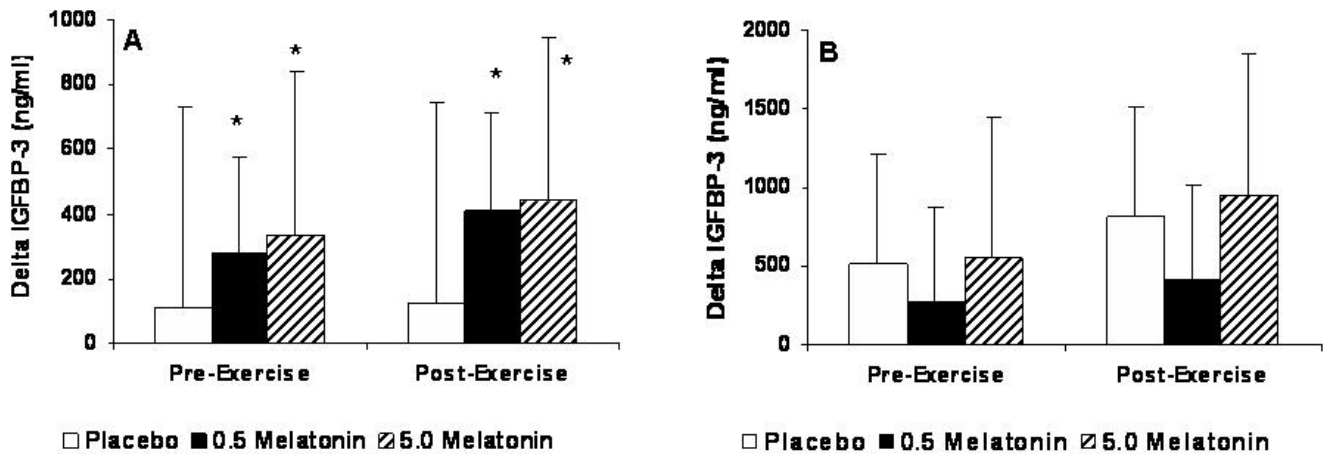 A
Delta IGFBP-3 (ng/ml)
1000
800
600
400
200
0
*
*
*
*
Pre-Exercise Post-Exercise
Placebo 0.5 Melatonin 5.0 Melatonin
B
Delta IGFBP-3 (ng/ml)
2000
1500
1000
500
0
Pre-Exercise Post-Exercise
Placebo 0.5 Melatonin 5.0 Melatonin